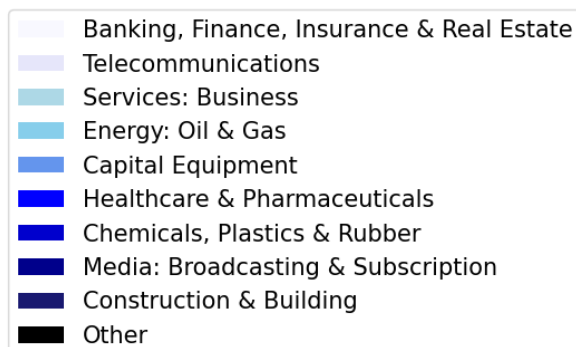 Banking, Finance, Insurance & Real Estate
Telecommunications
Services: Business
Energy: Oil & Gas
Capital Equipment
Healthcare & Pharmaceuticals
Chemicals, Plastics & Rubber
Media: Broadcasting & Subscription
Construction & Building
Other